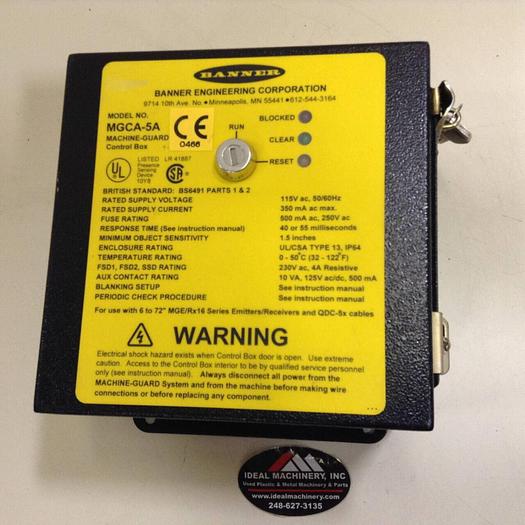 BANNER
BANNER ENGINEERING CORPORATION
9714 10th Ave. No. • Minneapolis, MN 55441 • 612-544-3164
MODEL NO.
MGCA-5A
MACHINE-GUARD
Control Box
CE
0466
RUN
RESET
BLOCKED
CLEAR
UL
LISTED
Presence
Sensing
Device
10Y8
LR 41887
SA
BRITISH STANDARD: BS6491 PARTS 1 & 2
RATED SUPPLY VOLTAGE 115V ac, 50/60Hz
RATED SUPPLY CURRENT 350 mA ac max.
FUSE RATING 500 mA ac, 250V ac
RESPONSE TIME (See instruction manual) 40 or 55 milliseconds
MINIMUM OBJECT SENSITIVITY 1.5 inches
ENCLOSURE RATING UL/CSA TYPE 13, IP64
TEMPERATURE RATING 0 - 50°C (32 - 122°F)
FSD1, FSD2, SSD RATING 230V ac, 4A Resistive
AUX CONTACT RATING 10 VA, 125V ac/dc, 500 mA
BLANKING SETUP See instruction manual
PERIODIC CHECK PROCEDURE See instruction manual
For use with 6 to 72" MGE/Rx16 Series Emitters/Receivers and QDC-5x cables
WARNING
Electrical shock hazard exists when Control Box door is open. Use extreme
caution. Access to the Control Box interior to be by qualified service personnel
only (see instruction manual). Always disconnect all power from the
MACHINE-GUARD System and from the machine before making wire
connections or before replacing any component.
IDEAL MACHINERY, INC
Used Plastic & Metal Machinery & Parts
www.idealmachinery.com
248-627-3135